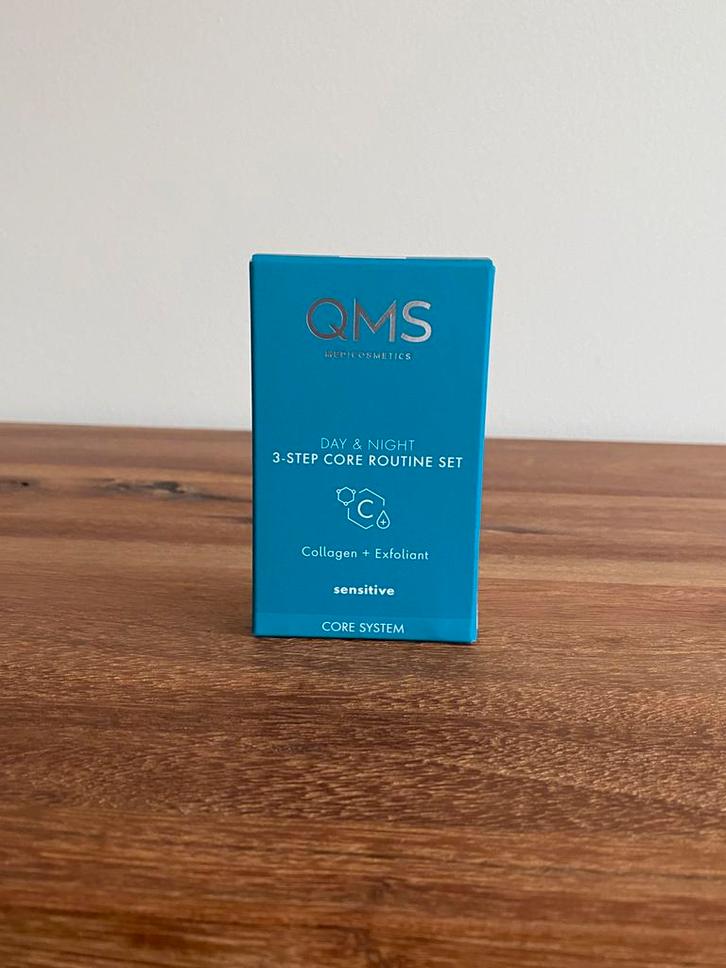 QMS
MEDICOSMETICS
DAY & NIGHT
3-STEP CORE ROUTINE SET
C
Collagen + Exfoliant
sensitive
CORE SYSTEM